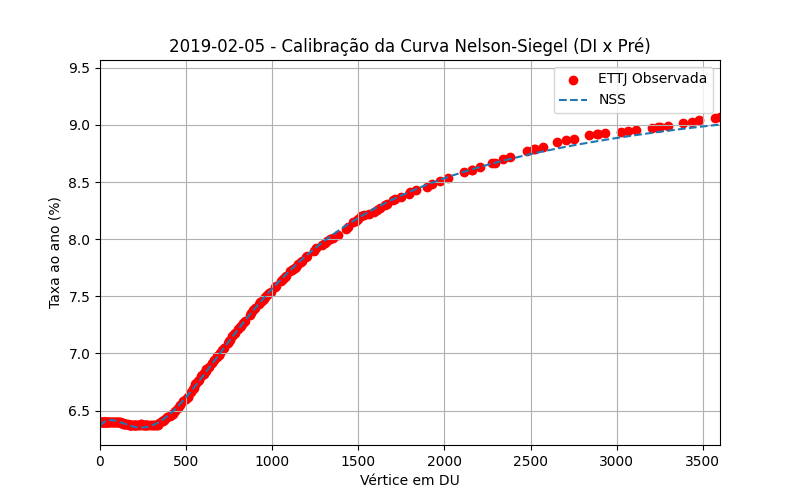 2019-02-05 - Calibração da Curva Nelson-Siegel (DI x Pré)
ETTJ Observada
NSS
Taxa ao ano (%)
9.5
9.0
8.5
8.0
7.5
7.0
6.5
0 500 1000 1500 2000 2500 3000 3500
Vértice em DU